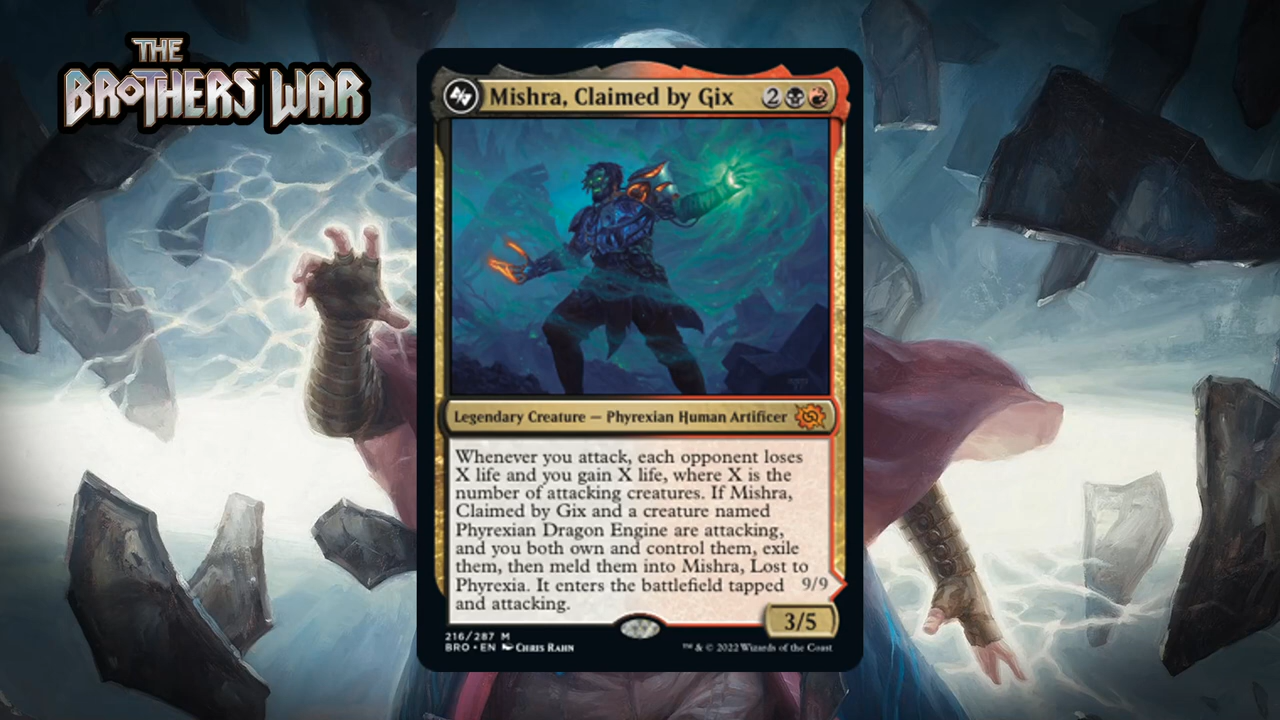 THE
BROTHERS' WAR
Mishra, Claimed by Gix 2
Legendary Creature — Phyrexian Human Artificer
Whenever you attack, each opponent loses
X life and you gain X life, where X is the
number of attacking creatures. If Mishra,
Claimed by Gix and a creature named
Phyrexian Dragon Engine are attacking,
and you both own and control them, exile
them, then meld them into Mishra, Lost to
Phyrexia. It enters the battlefield tapped 9/9
and attacking.
3/5
216/287 M
BRO • EN Chris Rahn
™ & © 2022 Wizards of the Coast